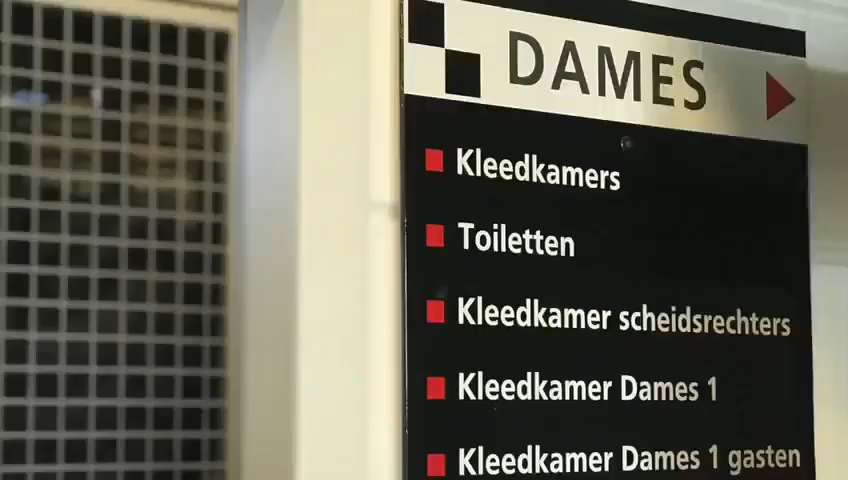 DAMES
Kleedkamers
Toiletten
Kleedkamer scheidsrechters
Kleedkamer Dames 1
Kleedkamer Dames 1 gasten